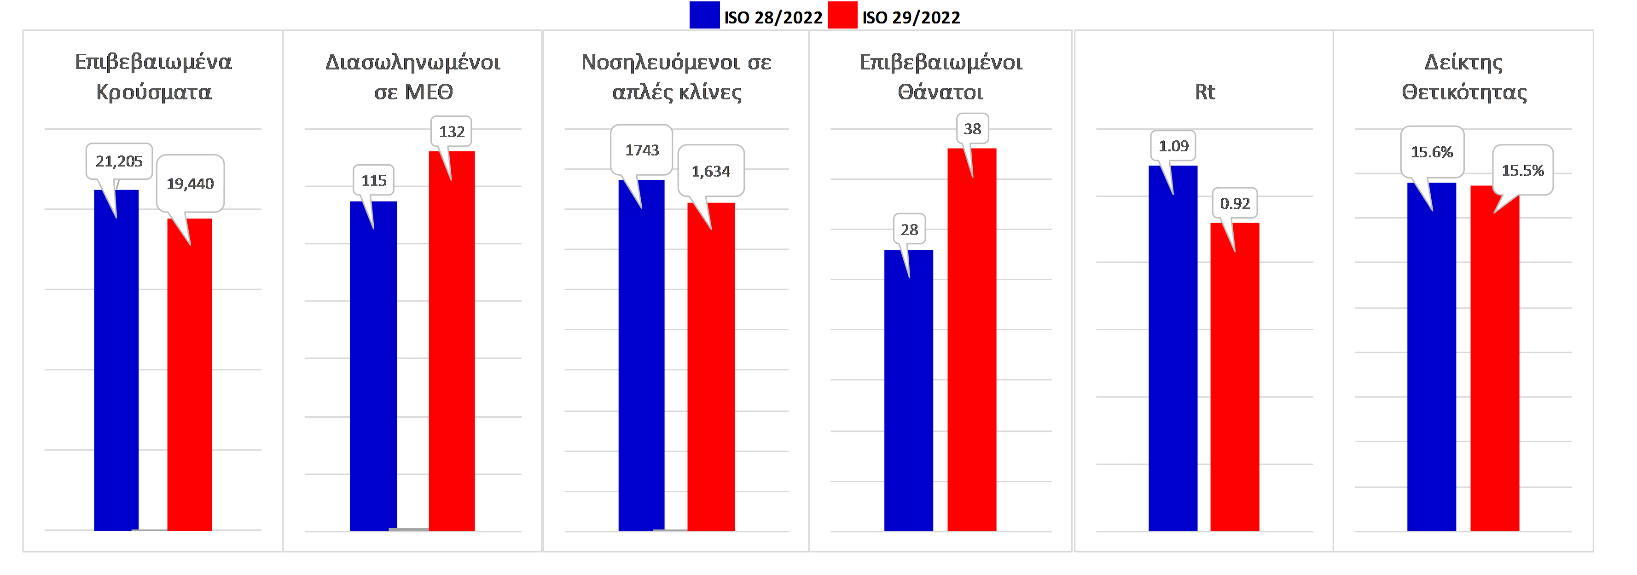 ISO 28/2022 ISO 29/2022
Επιβεβαιωμένα
Κρούσματα
21,205
19,440
Διασωληνωμένοι
σε ΜΕΘ
115
132
Νοσηλευόμενοι σε
απλές κλίνες
1743
1,634
Επιβεβαιωμένοι
Θάνατοι
28
38
Rt
1.09
0.92
Δείκτης
Θετικότητας
15.6%
15.5%